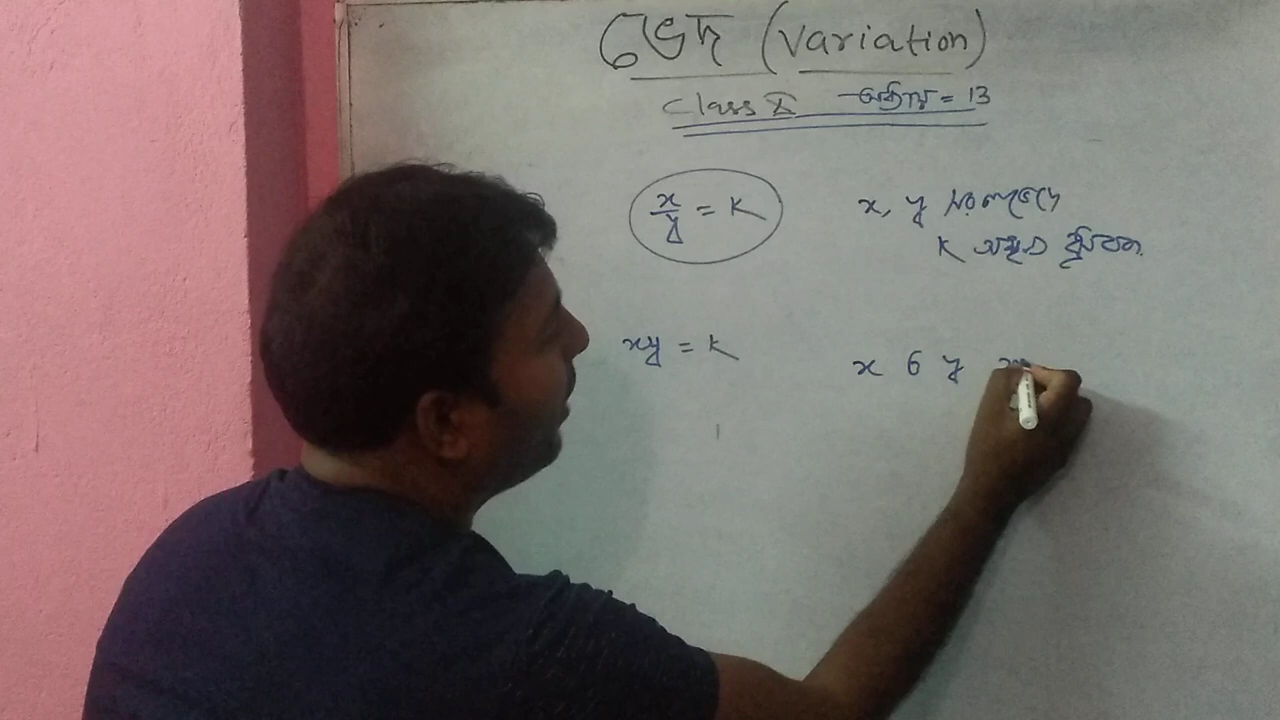 ভেদ (Variation)
Class X অধ্যায় = 13
x/y = K
x, y সরলভেদে
K অশূন্য ধ্রুবক
xy = K
x ও y